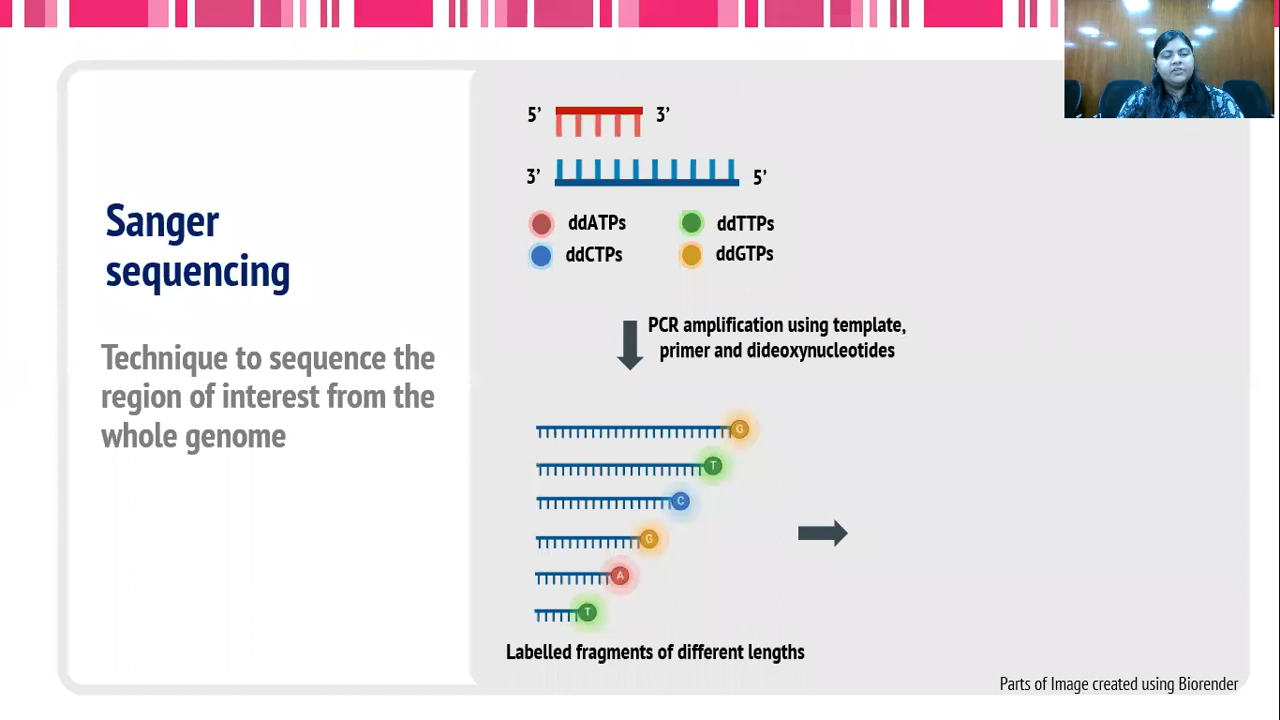 Sanger
sequencing
Technique to sequence the
region of interest from the
whole genome
5’ 3’
3’ 5’
ddATPs ddTTPs
ddCTPs ddGTPs
PCR amplification using template,
primer and dideoxynucleotides
G
T
C
G
A
T
Labelled fragments of different lengths
Parts of Image created using Biorender